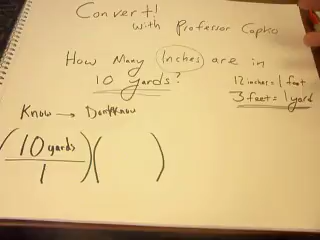 Convert!
with Professor Capko
How Many Inches are in
10 yards?
12 inches = 1 foot
3 feet = 1 yard
Know → Don't Know
(10 yards) ( )
1